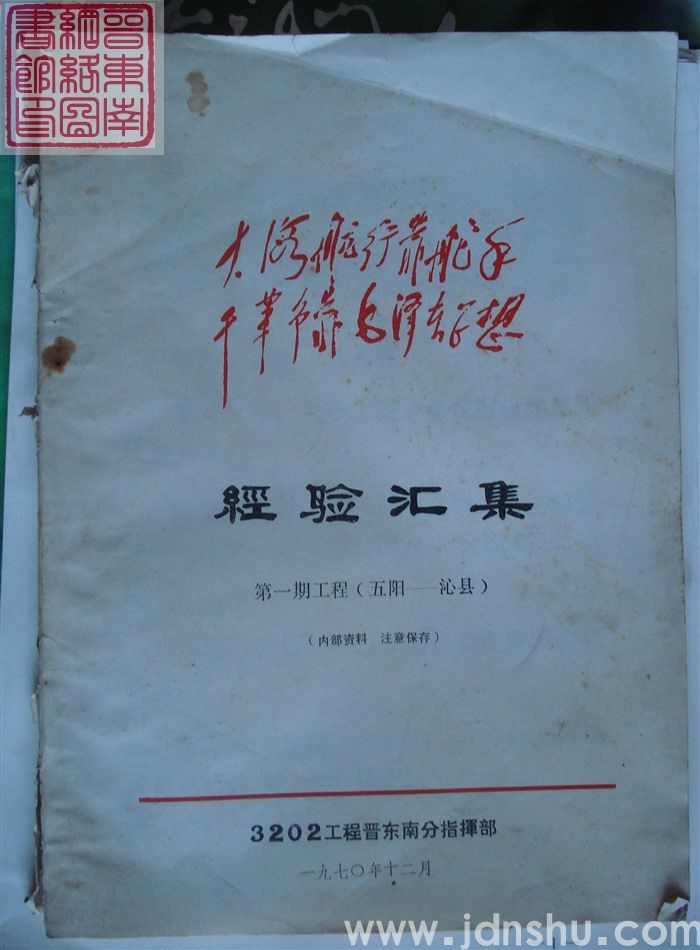 晋東南
網絡圖
書館印
大海航行靠舵手
干革命靠毛泽东思想
經验汇集
第一期工程（五阳——沁县）
（内部资料　注意保存）
3202工程晋东南分指揮部
一九七〇年十二月
www.jdnshu.com